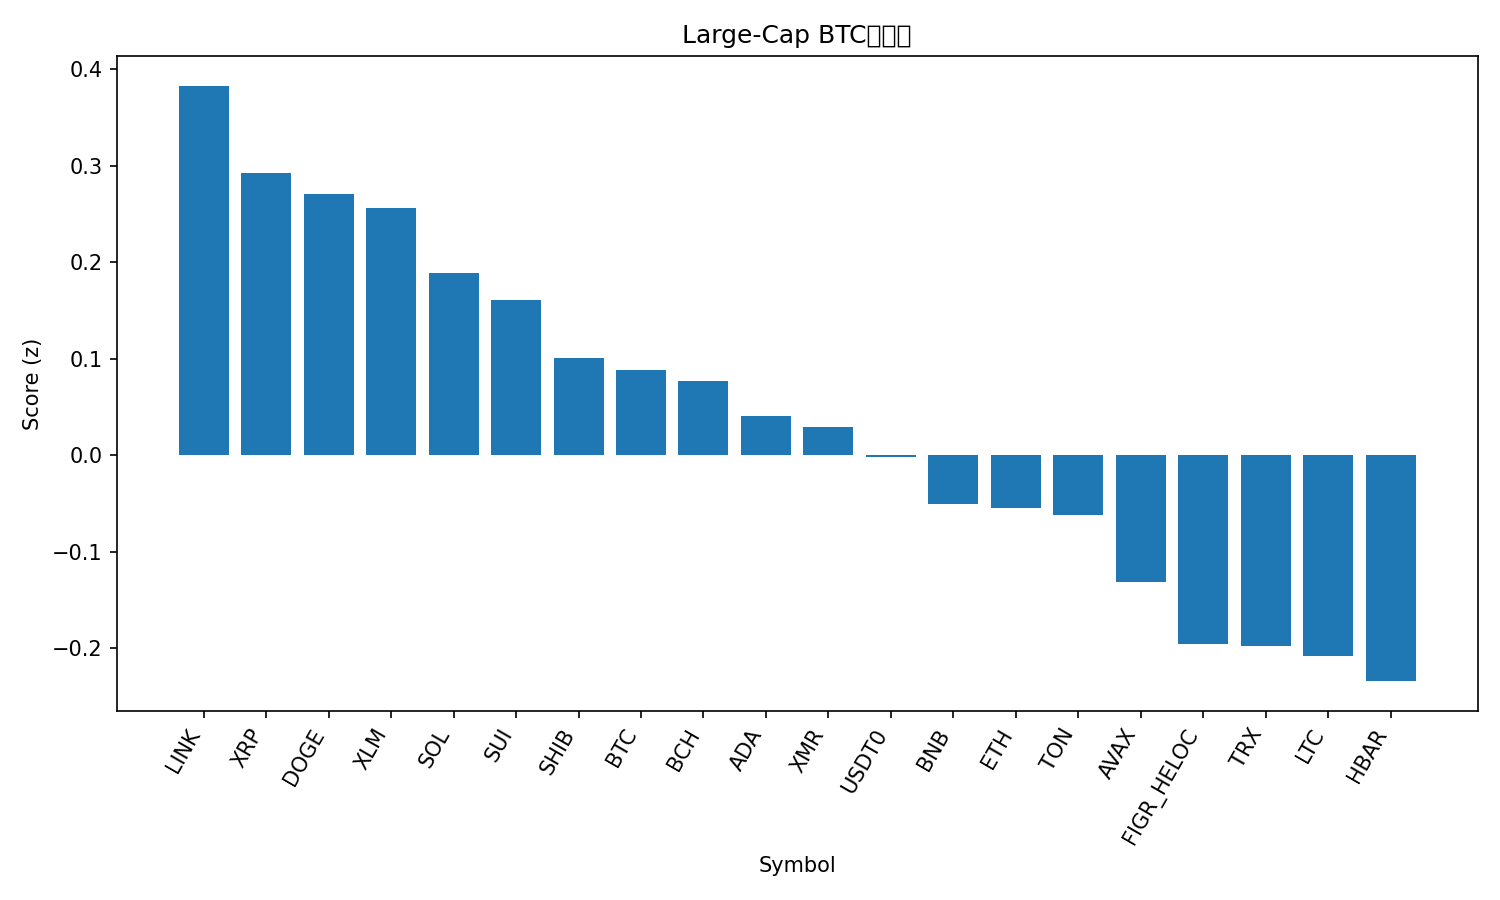 Large-Cap BTC
0.4
0.3
0.2
0.1
0.0
−0.1
−0.2
Score (z)
LINK
XRP
DOGE
XLM
SOL
SUI
SHIB
BTC
BCH
ADA
XMR
USDT0
BNB
ETH
TON
AVAX
FIGR_HELOC
TRX
LTC
HBAR
Symbol